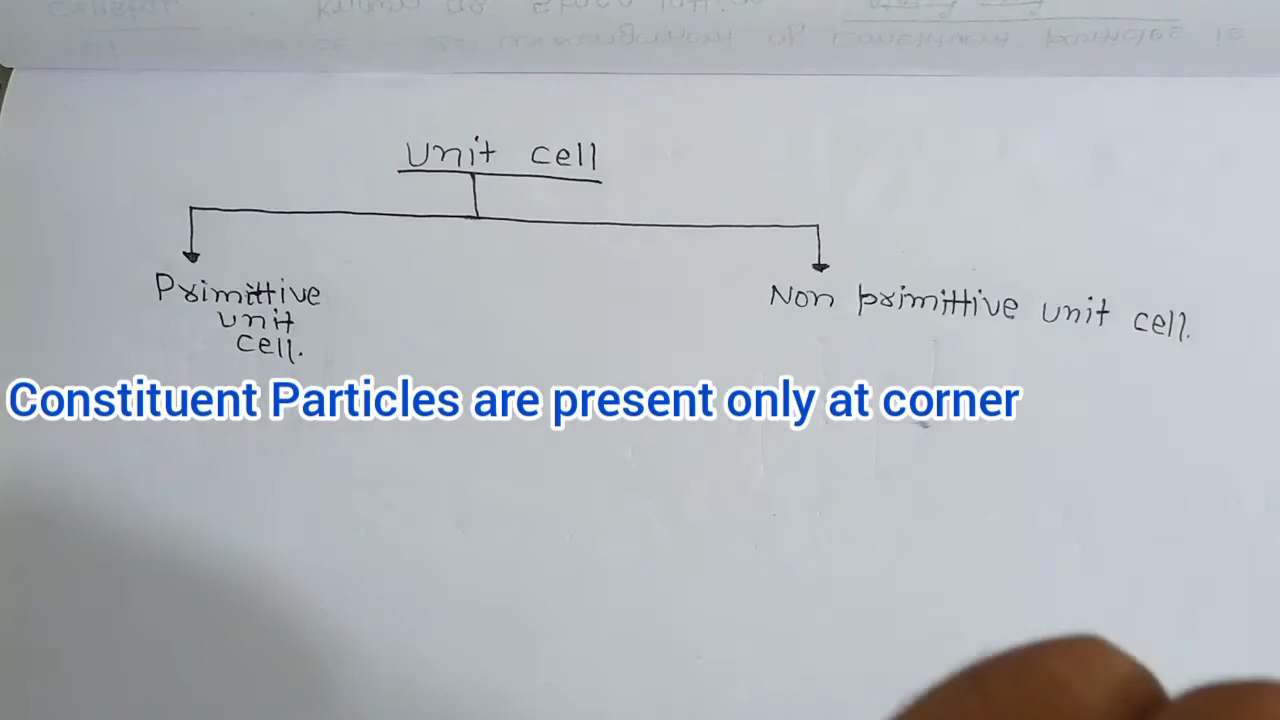 Unit cell
Primittive
unit
cell.
Non primittive unit cell.
Constituent Particles are present only at corner